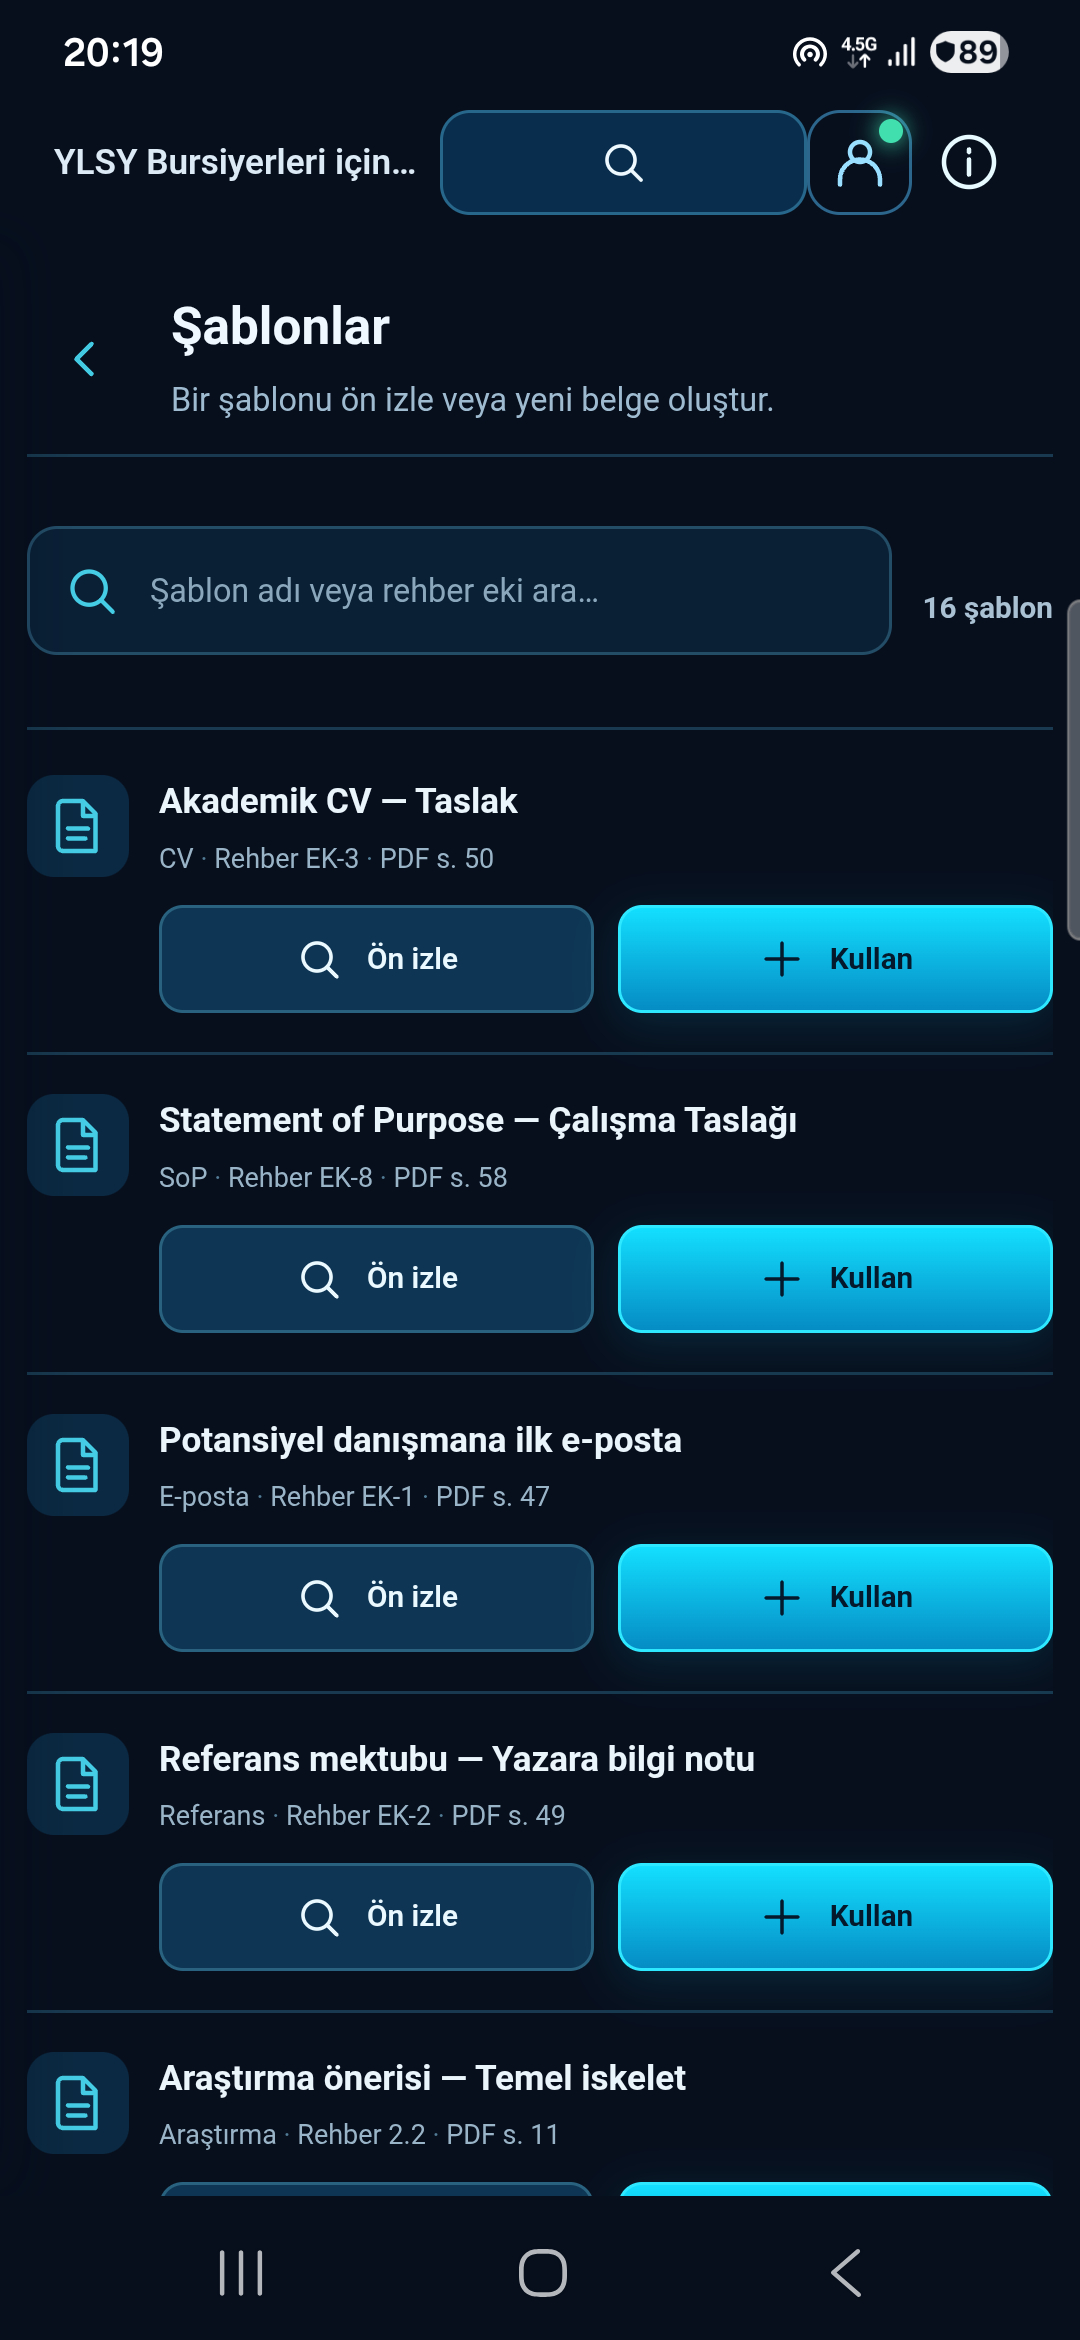 20:19
4.5G
89
YLSY Bursiyerleri için...
Şablonlar
Bir şablonu ön izle veya yeni belge oluştur.
Şablon adı veya rehber eki ara...
16 şablon
Akademik CV — Taslak
CV · Rehber EK-3 · PDF s. 50
Ön izle
Kullan
Statement of Purpose — Çalışma Taslağı
SoP · Rehber EK-8 · PDF s. 58
Ön izle
Kullan
Potansiyel danışmana ilk e-posta
E-posta · Rehber EK-1 · PDF s. 47
Ön izle
Kullan
Referans mektubu — Yazara bilgi notu
Referans · Rehber EK-2 · PDF s. 49
Ön izle
Kullan
Araştırma önerisi — Temel iskelet
Araştırma · Rehber 2.2 · PDF s. 11